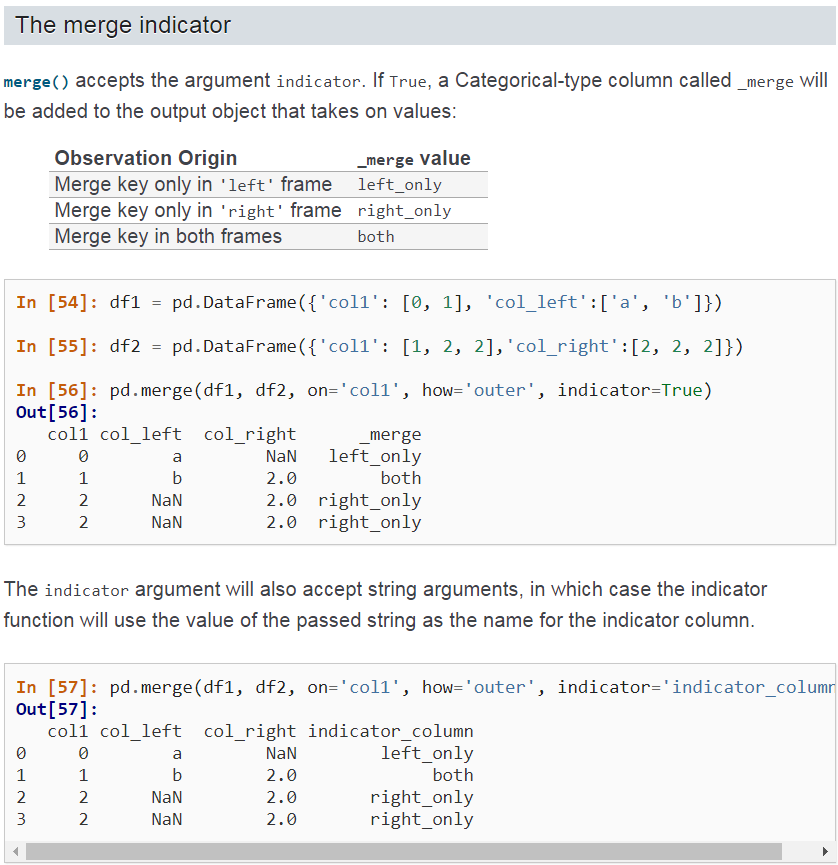 The merge indicator
merge() accepts the argument indicator. If True, a Categorical-type column called _merge will
be added to the output object that takes on values:
Observation Origin _merge value
Merge key only in 'left' frame left_only
Merge key only in 'right' frame right_only
Merge key in both frames both
In [54]: df1 = pd.DataFrame({'col1': [0, 1], 'col_left':['a', 'b']})
In [55]: df2 = pd.DataFrame({'col1': [1, 2, 2],'col_right':[2, 2, 2]})
In [56]: pd.merge(df1, df2, on='col1', how='outer', indicator=True)
Out[56]:
   col1 col_left  col_right      _merge
0     0        a        NaN   left_only
1     1        b        2.0        both
2     2      NaN        2.0  right_only
3     2      NaN        2.0  right_only
The indicator argument will also accept string arguments, in which case the indicator
function will use the value of the passed string as the name for the indicator column.
In [57]: pd.merge(df1, df2, on='col1', how='outer', indicator='indicator_column
Out[57]:
   col1 col_left  col_right indicator_column
0     0        a        NaN        left_only
1     1        b        2.0             both
2     2      NaN        2.0       right_only
3     2      NaN        2.0       right_only